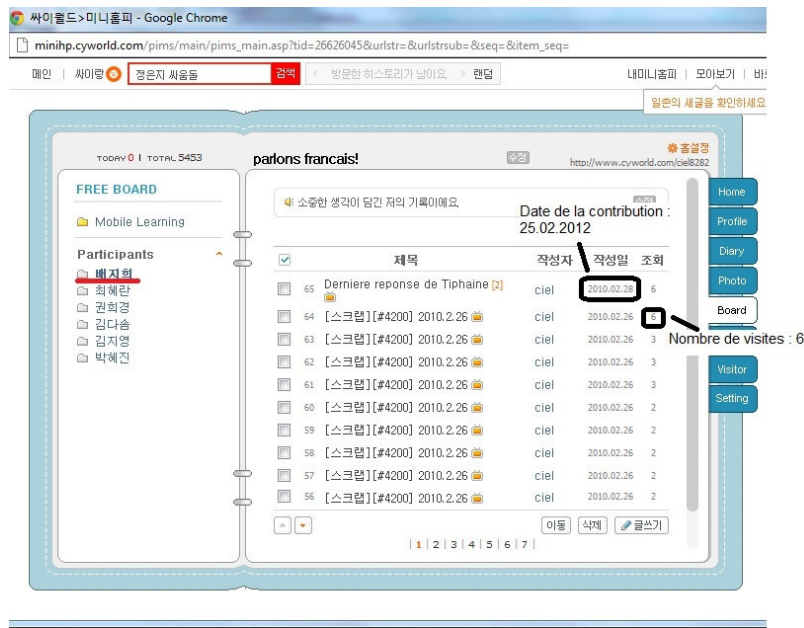 싸이월드>미니홈피 - Google Chrome
minihp.cyworld.com/pims/main/pims_main.asp?tid=26626045&urlstr=&urlstrsub=&seq=&item_seq=
메인 | 싸이랑 정은지 싸움돌 검색 < 방문한 히스토리가 남아요. > 랜덤 내미니홈피 | 모아보기 |
일촌의 새글을 확인하세요
TODAY 0 | TOTAL 5453
parlons francais! 수정
홈설정
http://www.cyworld.com/ciel8282
FREE BOARD
Mobile Learning
Participants
배지희
최혜란
권희경
김다솜
김지영
박혜진
소중한 생각이 담긴 저의 기록이에요.
Date de la contribution :
25.02.2012
제목 작성자 작성일 조회
65 Derniere reponse de Tiphaine [2] ciel 2010.02.28 6
64 [스크랩][#4200] 2010.2.26 ciel 2010.02.26 6
63 [스크랩][#4200] 2010.2.26 ciel 2010.02.26 3
62 [스크랩][#4200] 2010.2.26 ciel 2010.02.26 3
61 [스크랩][#4200] 2010.2.26 ciel 2010.02.26 3
60 [스크랩][#4200] 2010.2.26 ciel 2010.02.26 2
59 [스크랩][#4200] 2010.2.26 ciel 2010.02.26 2
58 [스크랩][#4200] 2010.2.26 ciel 2010.02.26 2
57 [스크랩][#4200] 2010.2.26 ciel 2010.02.26 2
56 [스크랩][#4200] 2010.2.26 ciel 2010.02.26 2
Nombre de visites : 6
이동 삭제 글쓰기
| 1 | 2 | 3 | 4 | 5 | 6 | 7 |
Home
Profile
Diary
Photo
Board
Visitor
Setting